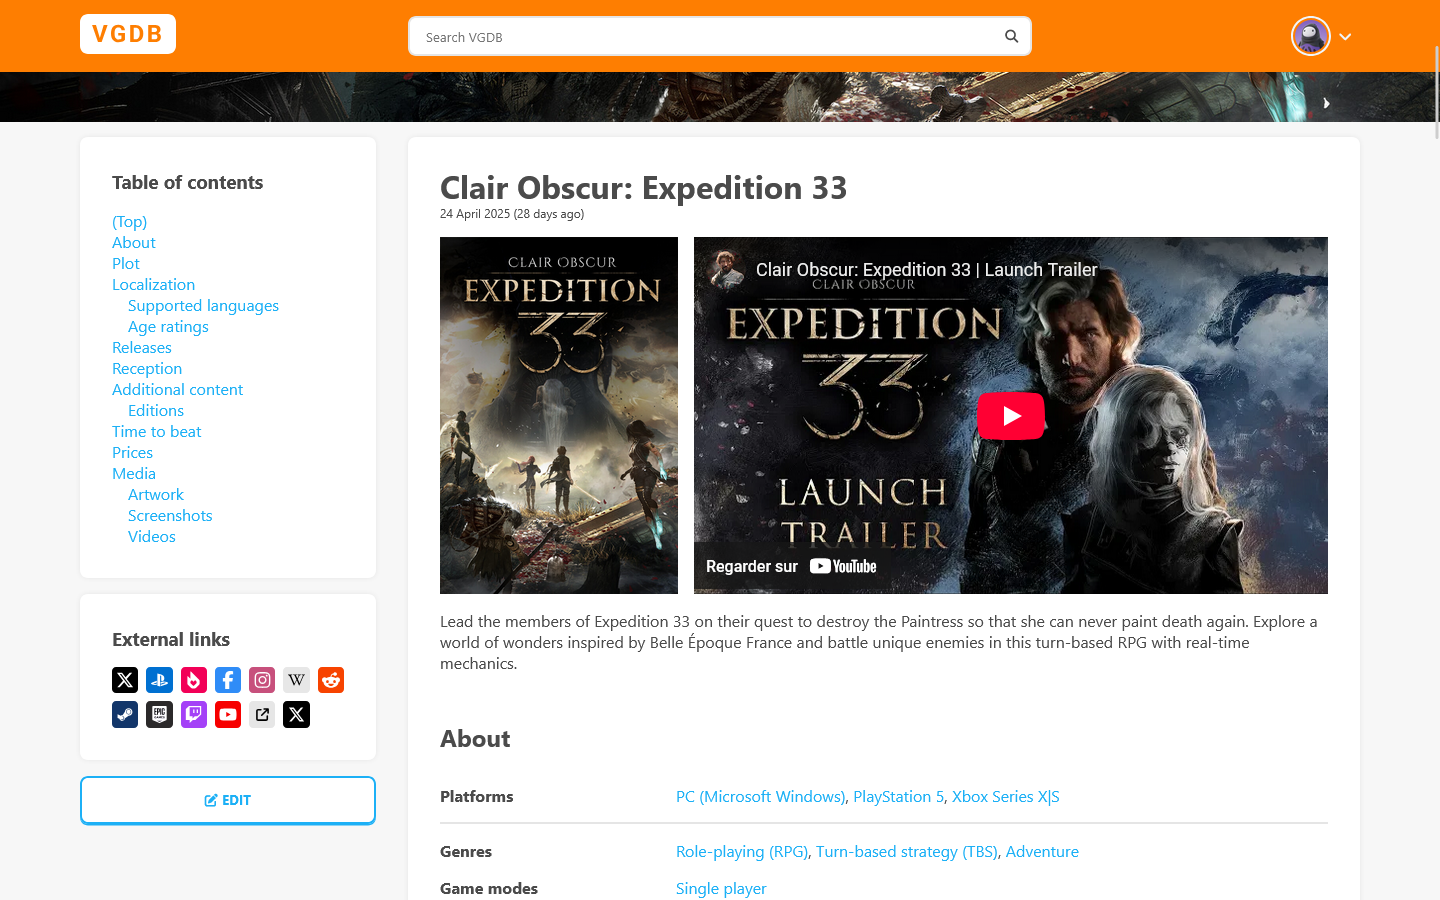 VGDB
Search VGDB
Table of contents
(Top)
About
Plot
Localization
Supported languages
Age ratings
Releases
Reception
Additional content
Editions
Time to beat
Prices
Media
Artwork
Screenshots
Videos
External links
W
EPIC
GAMES
EDIT
Clair Obscur: Expedition 33
24 April 2025 (28 days ago)
CLAIR OBSCUR
EXPEDITION
33
Clair Obscur: Expedition 33 | Launch Trailer
CLAIR OBSCUR
EXPEDITION
33
LAUNCH
TRAILER
Regarder sur YouTube
Lead the members of Expedition 33 on their quest to destroy the Paintress so that she can never paint death again. Explore a
world of wonders inspired by Belle Époque France and battle unique enemies in this turn-based RPG with real-time
mechanics.
About
Platforms PC (Microsoft Windows), PlayStation 5, Xbox Series X|S
Genres Role-playing (RPG), Turn-based strategy (TBS), Adventure
Game modes Single player